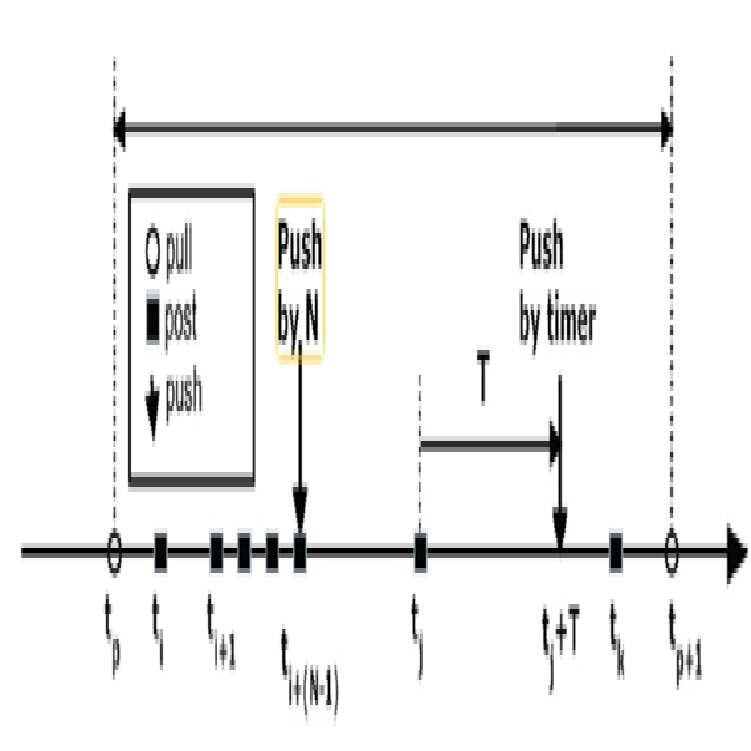 pull
post
push
Push
by N
Push
by timer
T
t_p
t_i
t_{i+1}
t_{i+(N-1)}
t_j
t_j+T
t_k
t_{p+1}